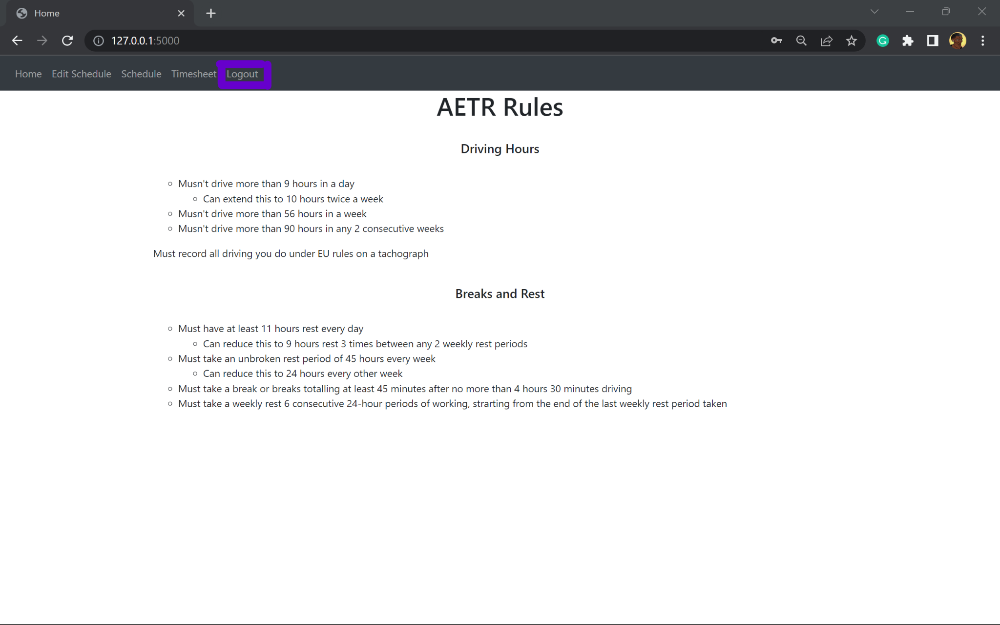 Home
127.0.0.1:5000
Home Edit Schedule Schedule Timesheet Logout
AETR Rules
Driving Hours
Musn't drive more than 9 hours in a day
Can extend this to 10 hours twice a week
Musn't drive more than 56 hours in a week
Musn't drive more than 90 hours in any 2 consecutive weeks
Must record all driving you do under EU rules on a tachograph
Breaks and Rest
Must have at least 11 hours rest every day
Can reduce this to 9 hours rest 3 times between any 2 weekly rest periods
Must take an unbroken rest period of 45 hours every week
Can reduce this to 24 hours every other week
Must take a break or breaks totalling at least 45 minutes after no more than 4 hours 30 minutes driving
Must take a weekly rest 6 consecutive 24-hour periods of working, strarting from the end of the last weekly rest period taken